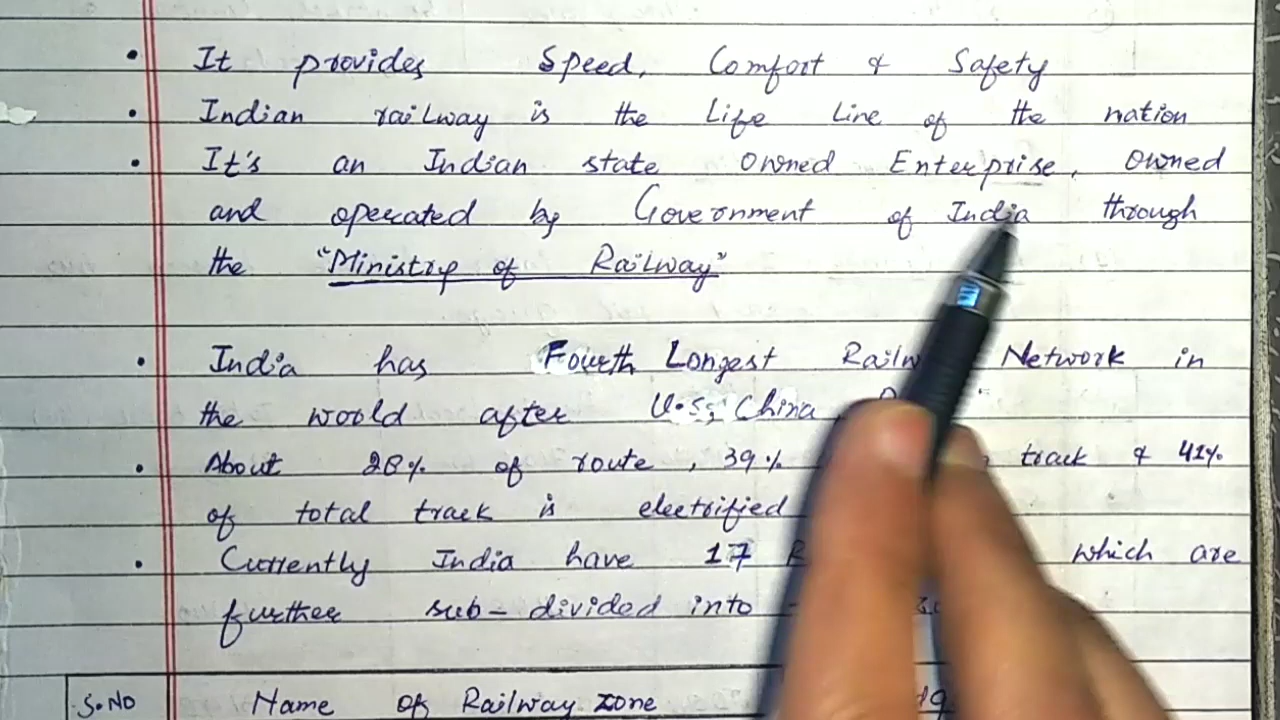 • It provides Speed, Comfort & Safety
• Indian railway is the Life Line of the nation
• It's an Indian state owned Enterprise, owned
and operated by Government of India through
the "Ministry of Railway"
• India has Fourth Longest Network in
the world after U.S, China,
• About 28% of route, 39% track & 41%
of total track is electrified
• Currently India have 17 which are
further sub-divided into
S.No Name of Railway zone